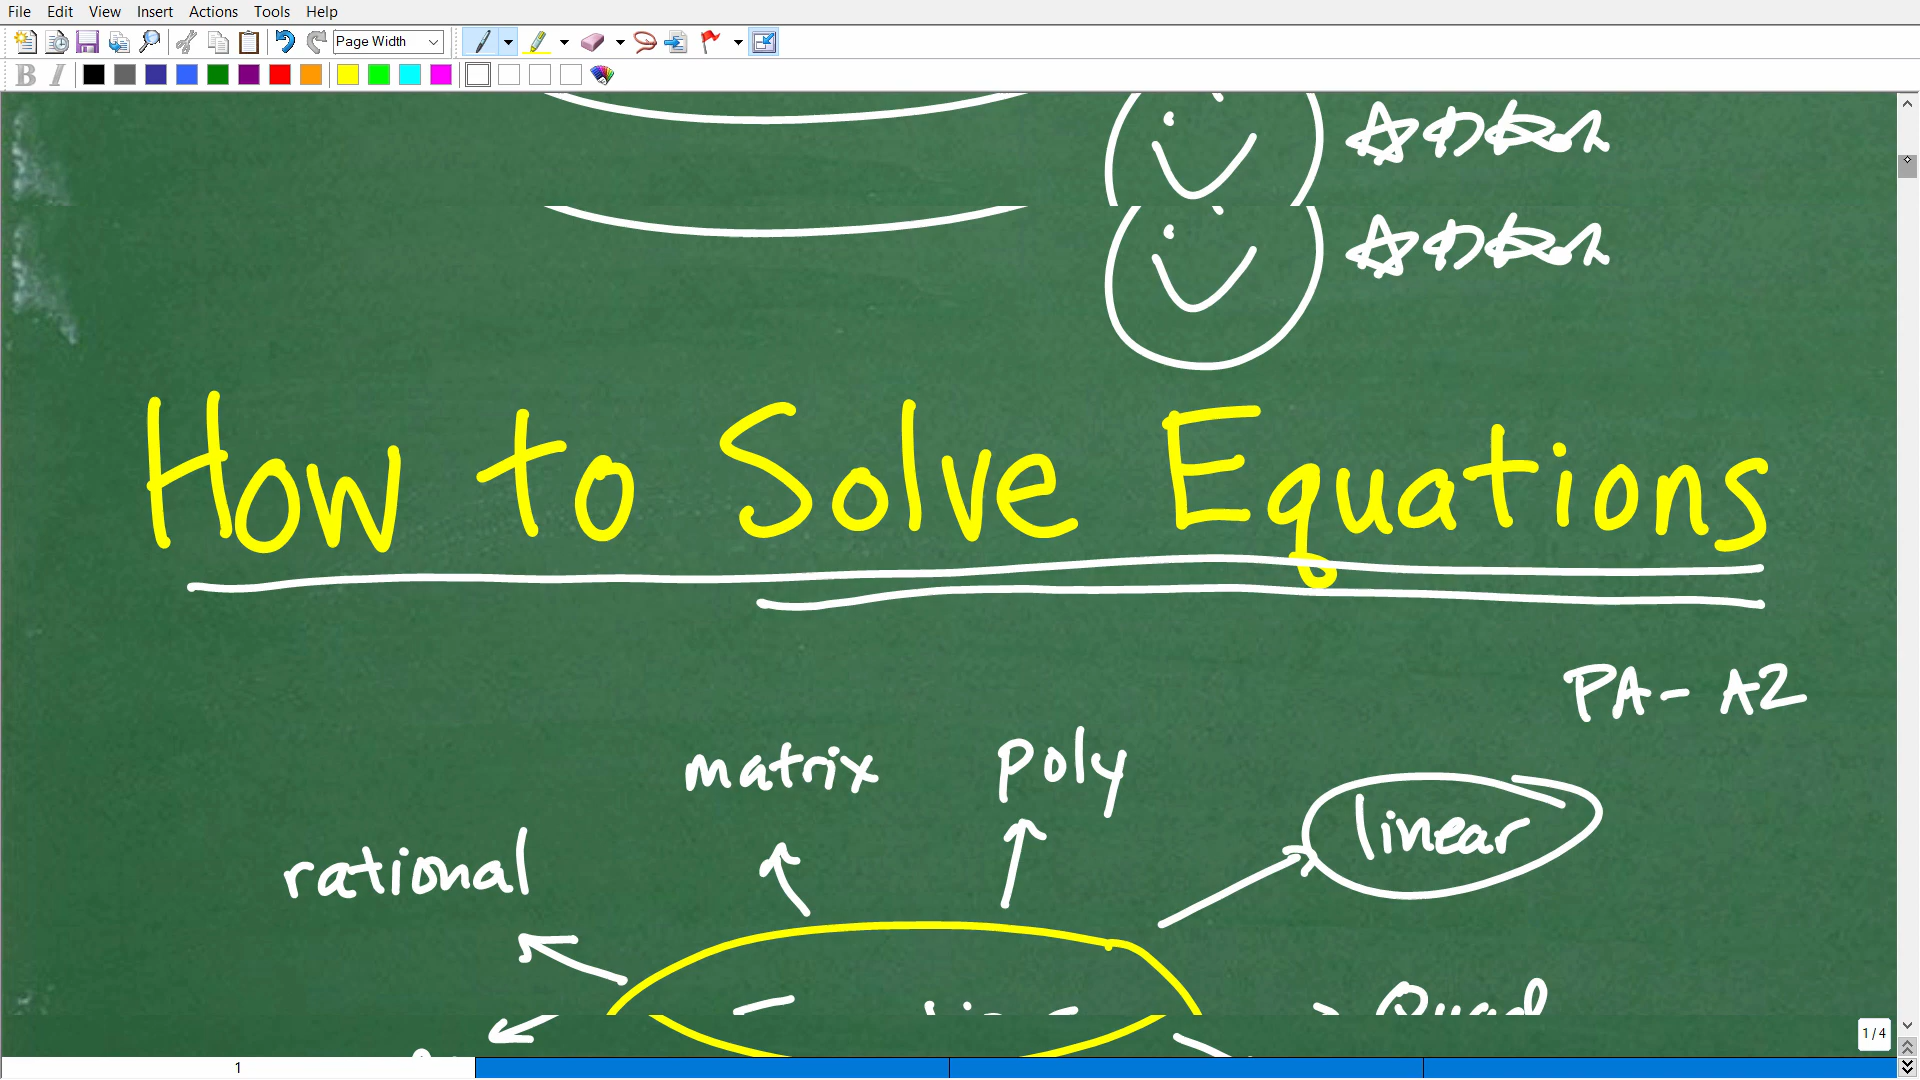 File Edit View Insert Actions Tools Help
Page Width
B I
How to Solve Equations
PA - A2
matrix poly
linear
rational
Quad
1 / 4
1